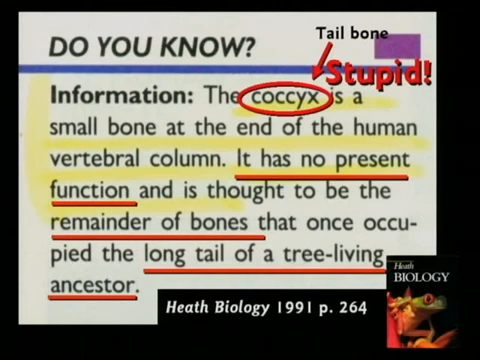 DO YOU KNOW?
Tail bone
Stupid!
Information: The coccyx is a
small bone at the end of the human
vertebral column. It has no present
function and is thought to be the
remainder of bones that once occu-
pied the long tail of a tree-living
ancestor.
Heath Biology 1991 p. 264
Heath
BIOLOGY